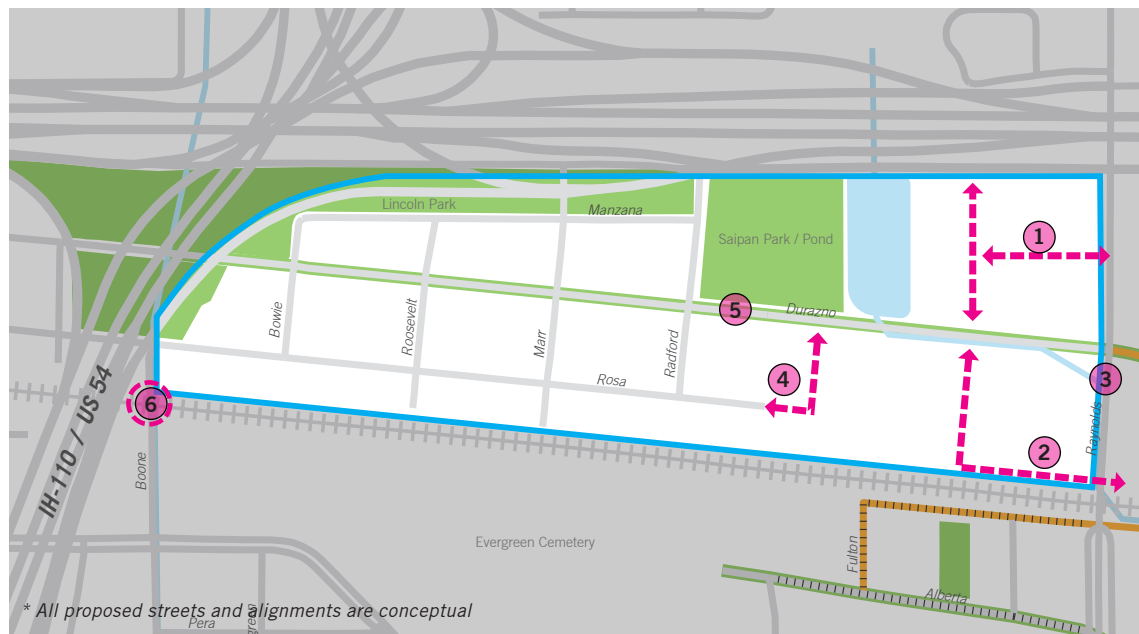 Lincoln Park
Manzana
Saipan Park / Pond
1
5
Durazno
Bowie
Roosevelt
Marr
Radford
Rosa
4
3
Raynolds
6
2
IH-110 / US 54
Boone
Evergreen Cemetery
Fulton
Alberta
* All proposed streets and alignments are conceptual
Pera